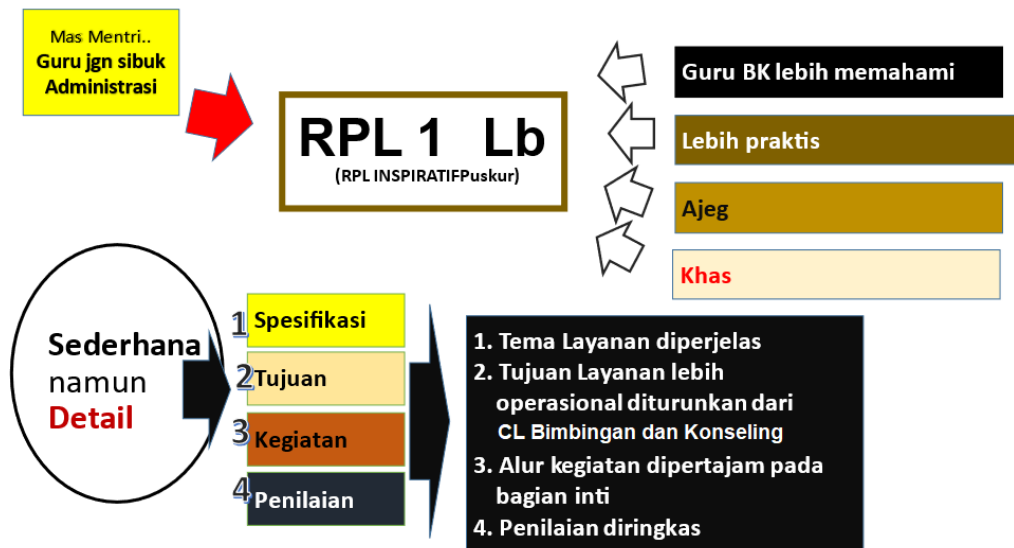 Mas Mentri..
Guru jgn sibuk
Administrasi
RPL 1 Lb
(RPL INSPIRATIFPuskur)
Guru BK lebih memahami
Lebih praktis
Ajeg
Khas
Sederhana
namun
Detail
1 Spesifikasi
2 Tujuan
3 Kegiatan
4 Penilaian
1. Tema Layanan diperjelas
2. Tujuan Layanan lebih
operasional diturunkan dari
CL Bimbingan dan Konseling
3. Alur kegiatan dipertajam pada
bagian inti
4. Penilaian diringkas